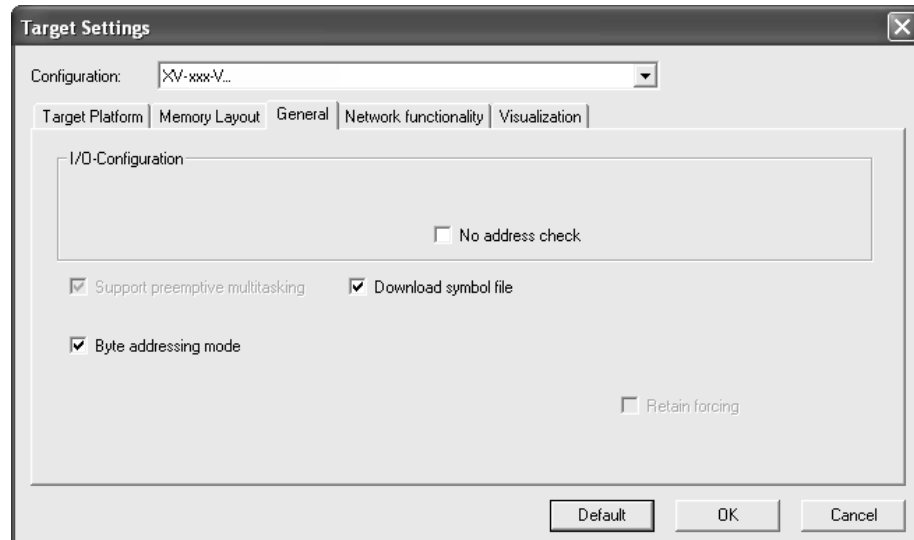 Target Settings
Configuration: XV-xxx-V...
Target Platform Memory Layout General Network functionality Visualization
I/O-Configuration
No address check
Support preemptive multitasking Download symbol file
Byte addressing mode
Retain forcing
Default OK Cancel